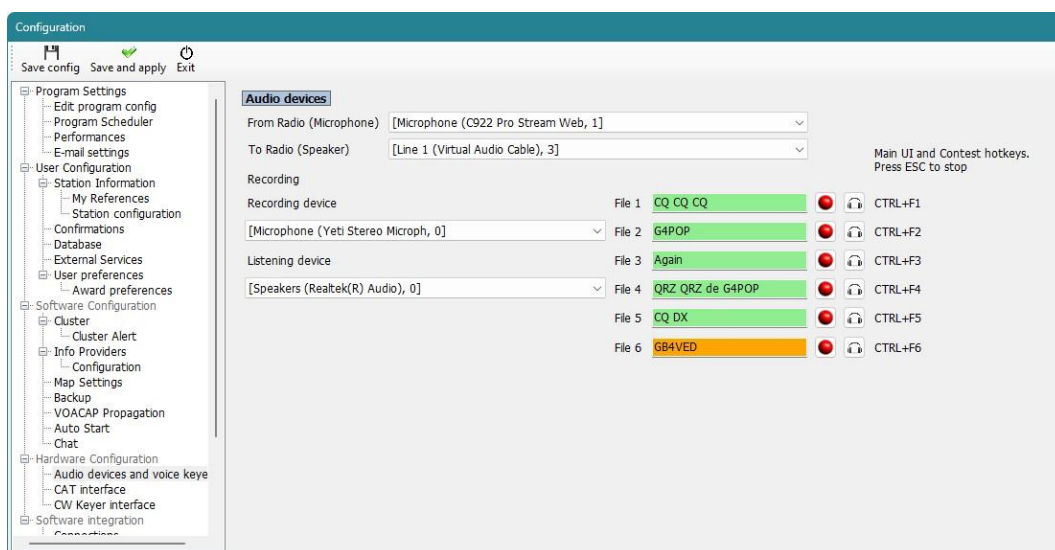 Configuration
Save config Save and apply Exit
Program Settings
Edit program config
Program Scheduler
Performances
E-mail settings
User Configuration
Station Information
My References
Station configuration
Confirmations
Database
External Services
User preferences
Award preferences
Software Configuration
Cluster
Cluster Alert
Info Providers
Configuration
Map Settings
Backup
VOACAP Propagation
Auto Start
Chat
Hardware Configuration
Audio devices and voice keye
CAT interface
CW Keyer interface
Software integration
Connections
Audio devices
From Radio (Microphone) [Microphone (C922 Pro Stream Web, 1]
To Radio (Speaker) [Line 1 (Virtual Audio Cable), 3]
Main UI and Contest hotkeys.
Press ESC to stop
Recording
Recording device
[Microphone (Yeti Stereo Microph, 0]
Listening device
[Speakers (Realtek(R) Audio), 0]
File 1 CQ CQ CQ CTRL+F1
File 2 G4POP CTRL+F2
File 3 Again CTRL+F3
File 4 QRZ QRZ de G4POP CTRL+F4
File 5 CQ DX CTRL+F5
File 6 GB4VED CTRL+F6